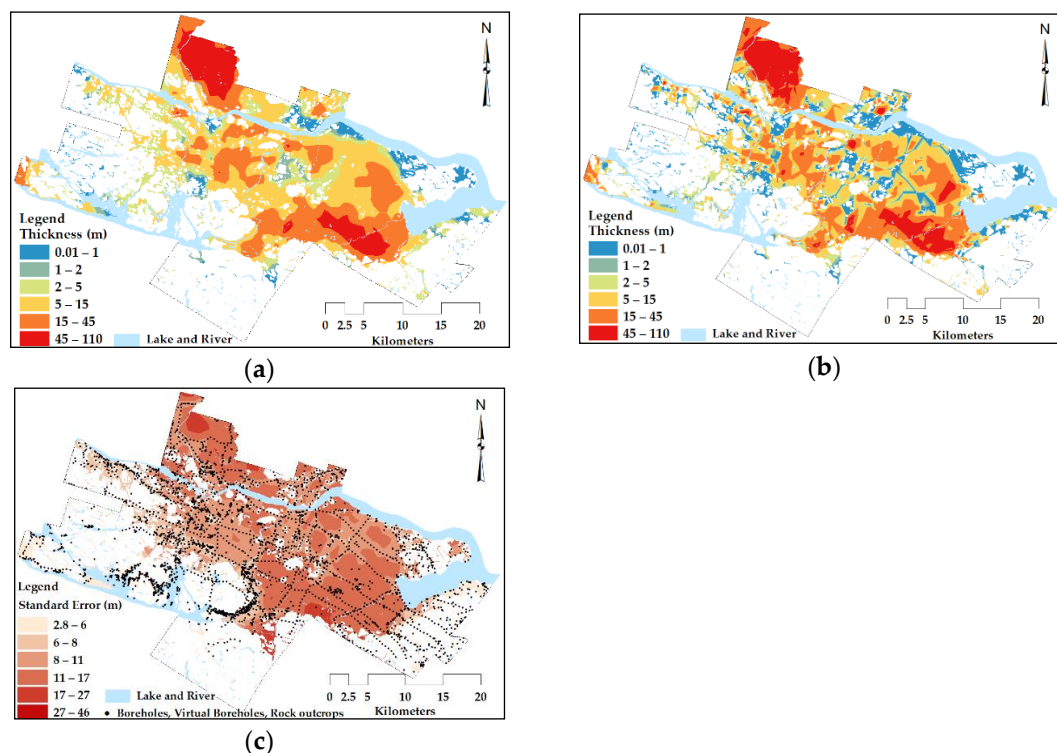 N
Legend
Thickness (m)
0.01 – 1
1 – 2
2 – 5
5 – 15
15 – 45
45 – 110
Lake and River
0 2.5 5 10 15 20
Kilometers
(a)
N
Legend
Thickness (m)
0.01 – 1
1 – 2
2 – 5
5 – 15
15 – 45
45 – 110
Lake and River
0 2.5 5 10 15 20
Kilometers
(b)
N
Legend
Standard Error (m)
2.8 – 6
6 – 8
8 – 11
11 – 17
17 – 27
27 – 46
Lake and River
Boreholes, Virtual Boreholes, Rock outcrops
0 2.5 5 10 15 20
Kilometers
(c)